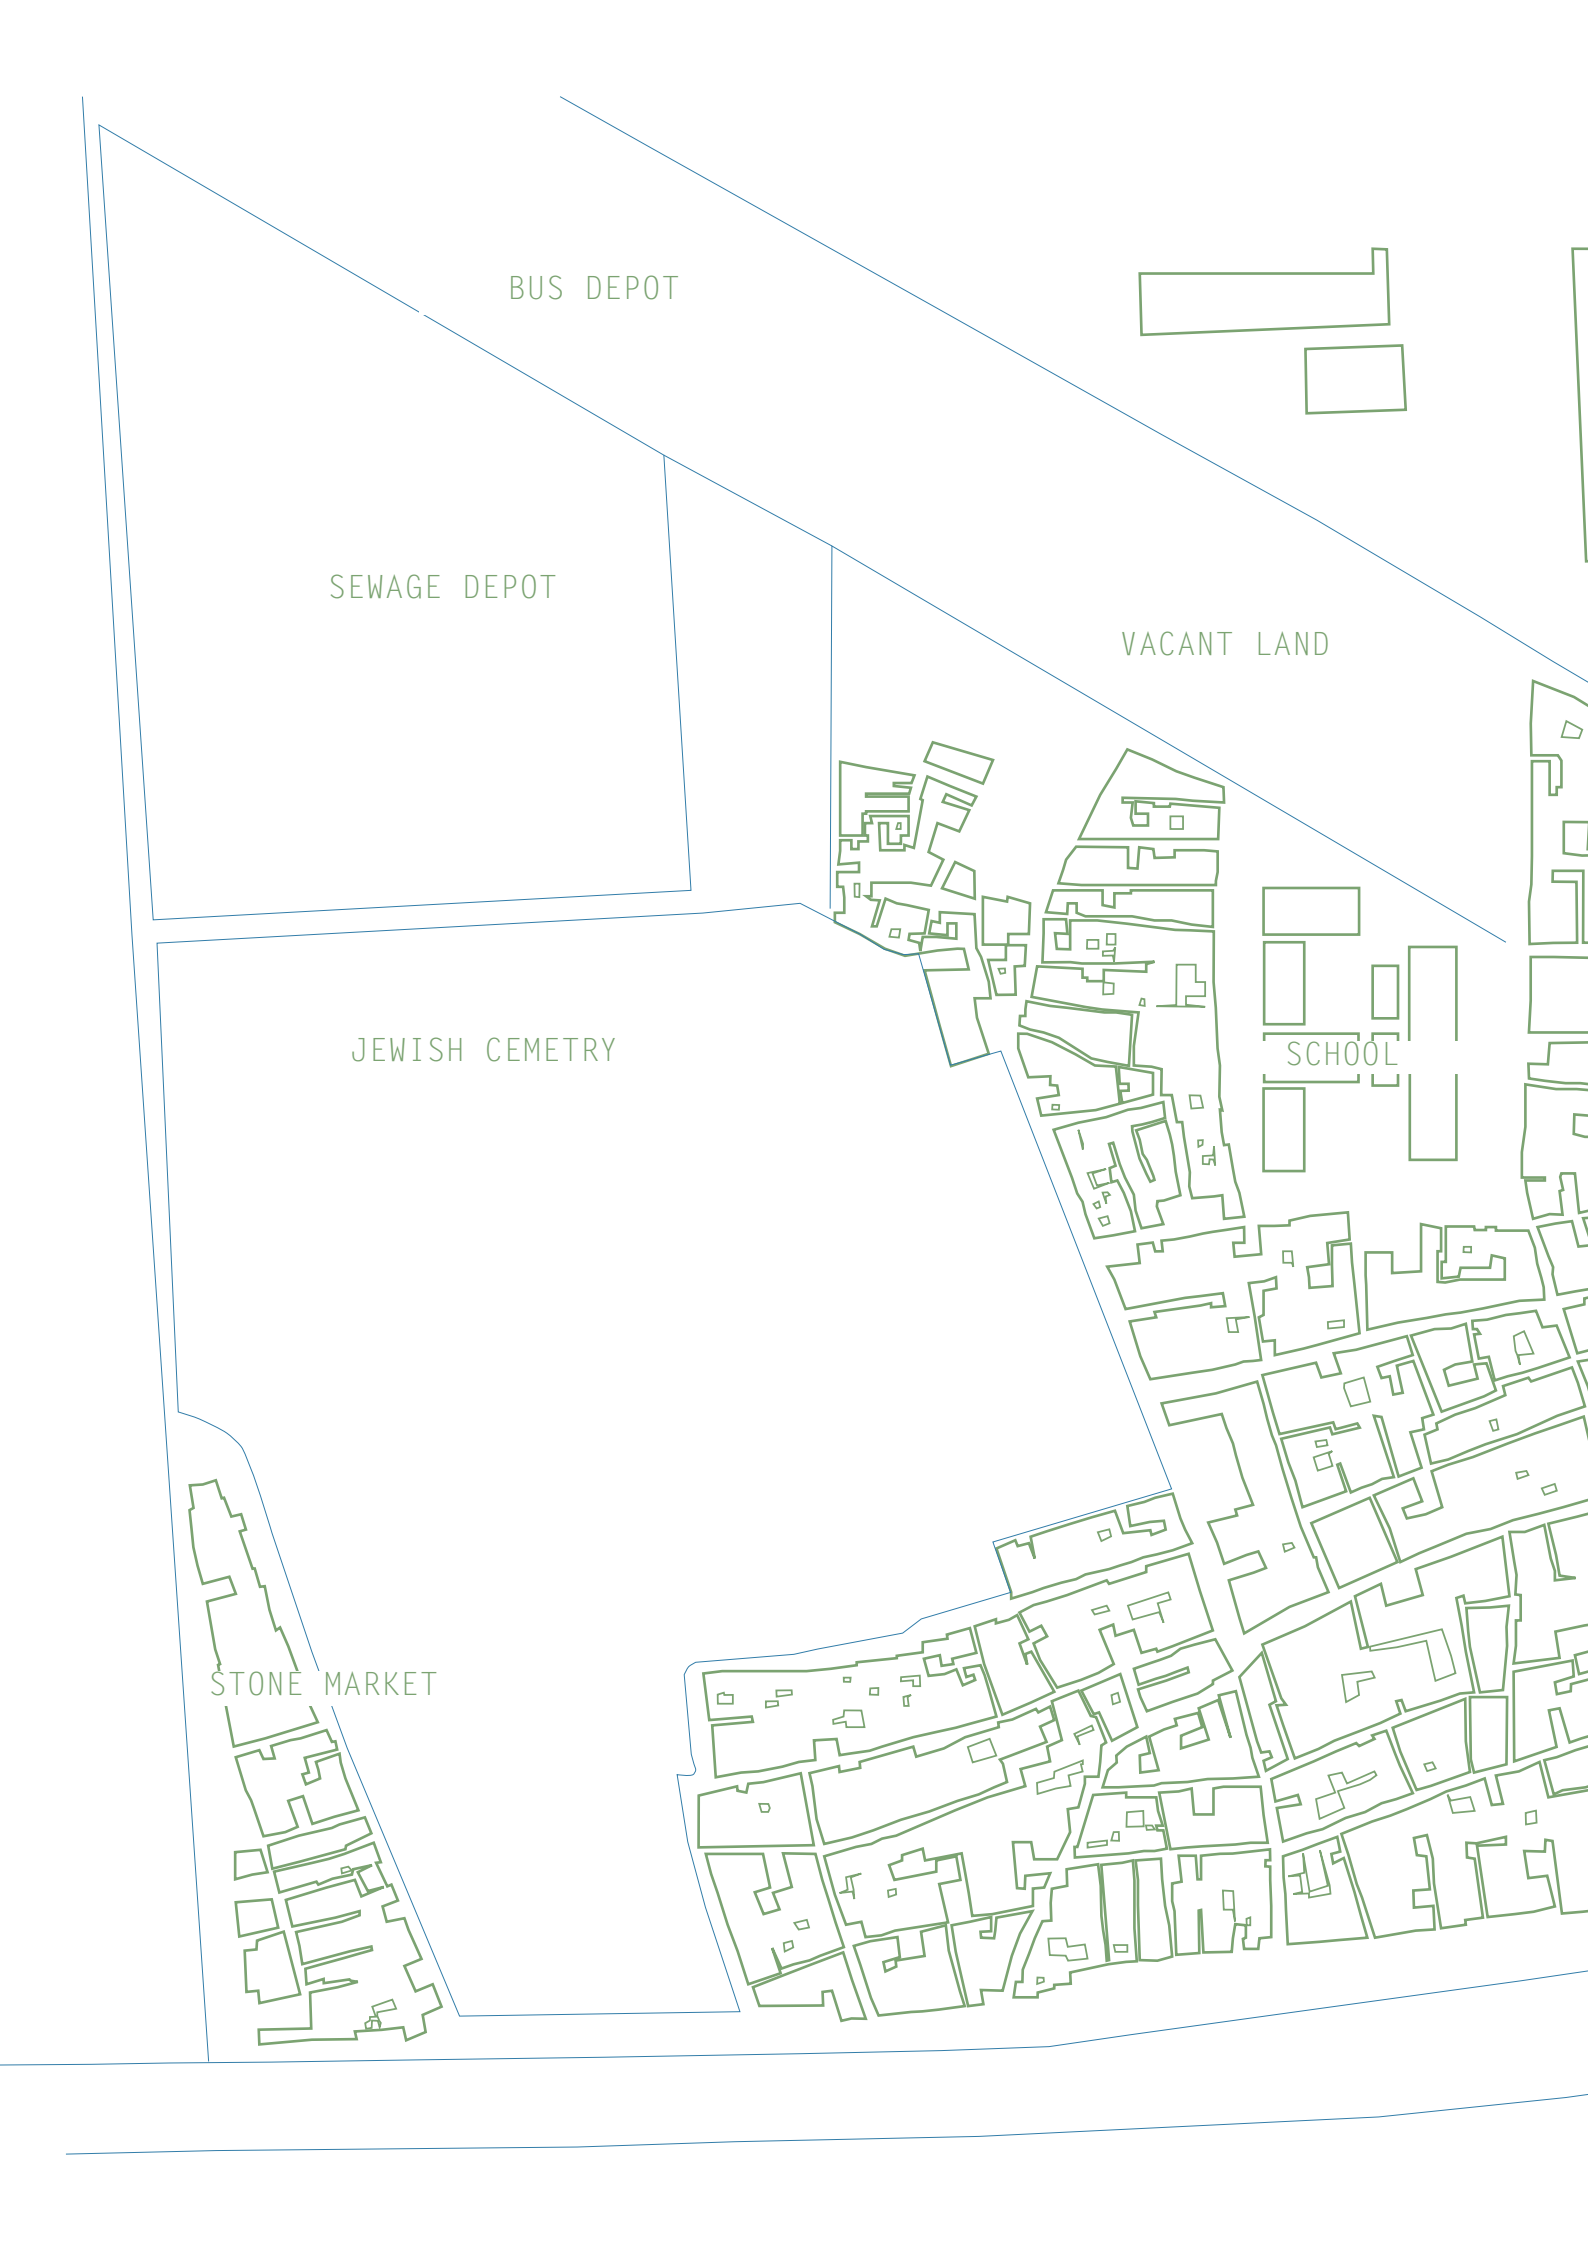 BUS DEPOT
SEWAGE DEPOT
VACANT LAND
JEWISH CEMETRY
SCHOOL
STONE MARKET